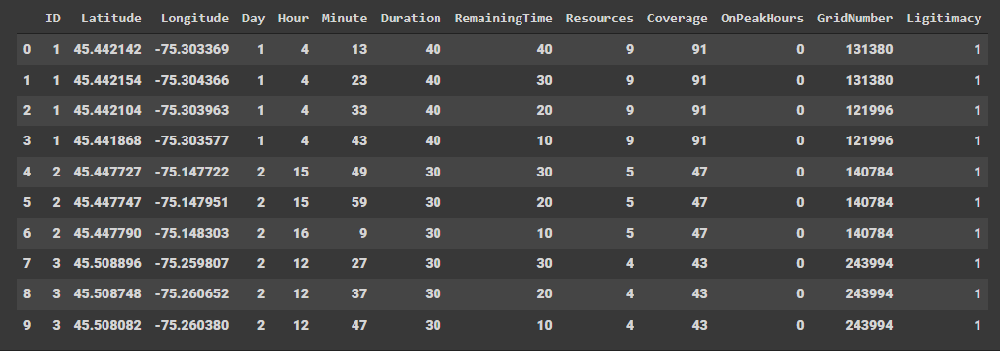 ID Latitude Longitude Day Hour Minute Duration RemainingTime Resources Coverage OnPeakHours GridNumber Ligitimacy
0 1 45.442142 -75.303369 1 4 13 40 40 9 91 0 131380 1
1 1 45.442154 -75.304366 1 4 23 40 30 9 91 0 131380 1
2 1 45.442104 -75.303963 1 4 33 40 20 9 91 0 121996 1
3 1 45.441868 -75.303577 1 4 43 40 10 9 91 0 121996 1
4 2 45.447727 -75.147722 2 15 49 30 30 5 47 0 140784 1
5 2 45.447747 -75.147951 2 15 59 30 20 5 47 0 140784 1
6 2 45.447790 -75.148303 2 16 9 30 10 5 47 0 140784 1
7 3 45.508896 -75.259807 2 12 27 30 30 4 43 0 243994 1
8 3 45.508748 -75.260652 2 12 37 30 20 4 43 0 243994 1
9 3 45.508082 -75.260380 2 12 47 30 10 4 43 0 243994 1